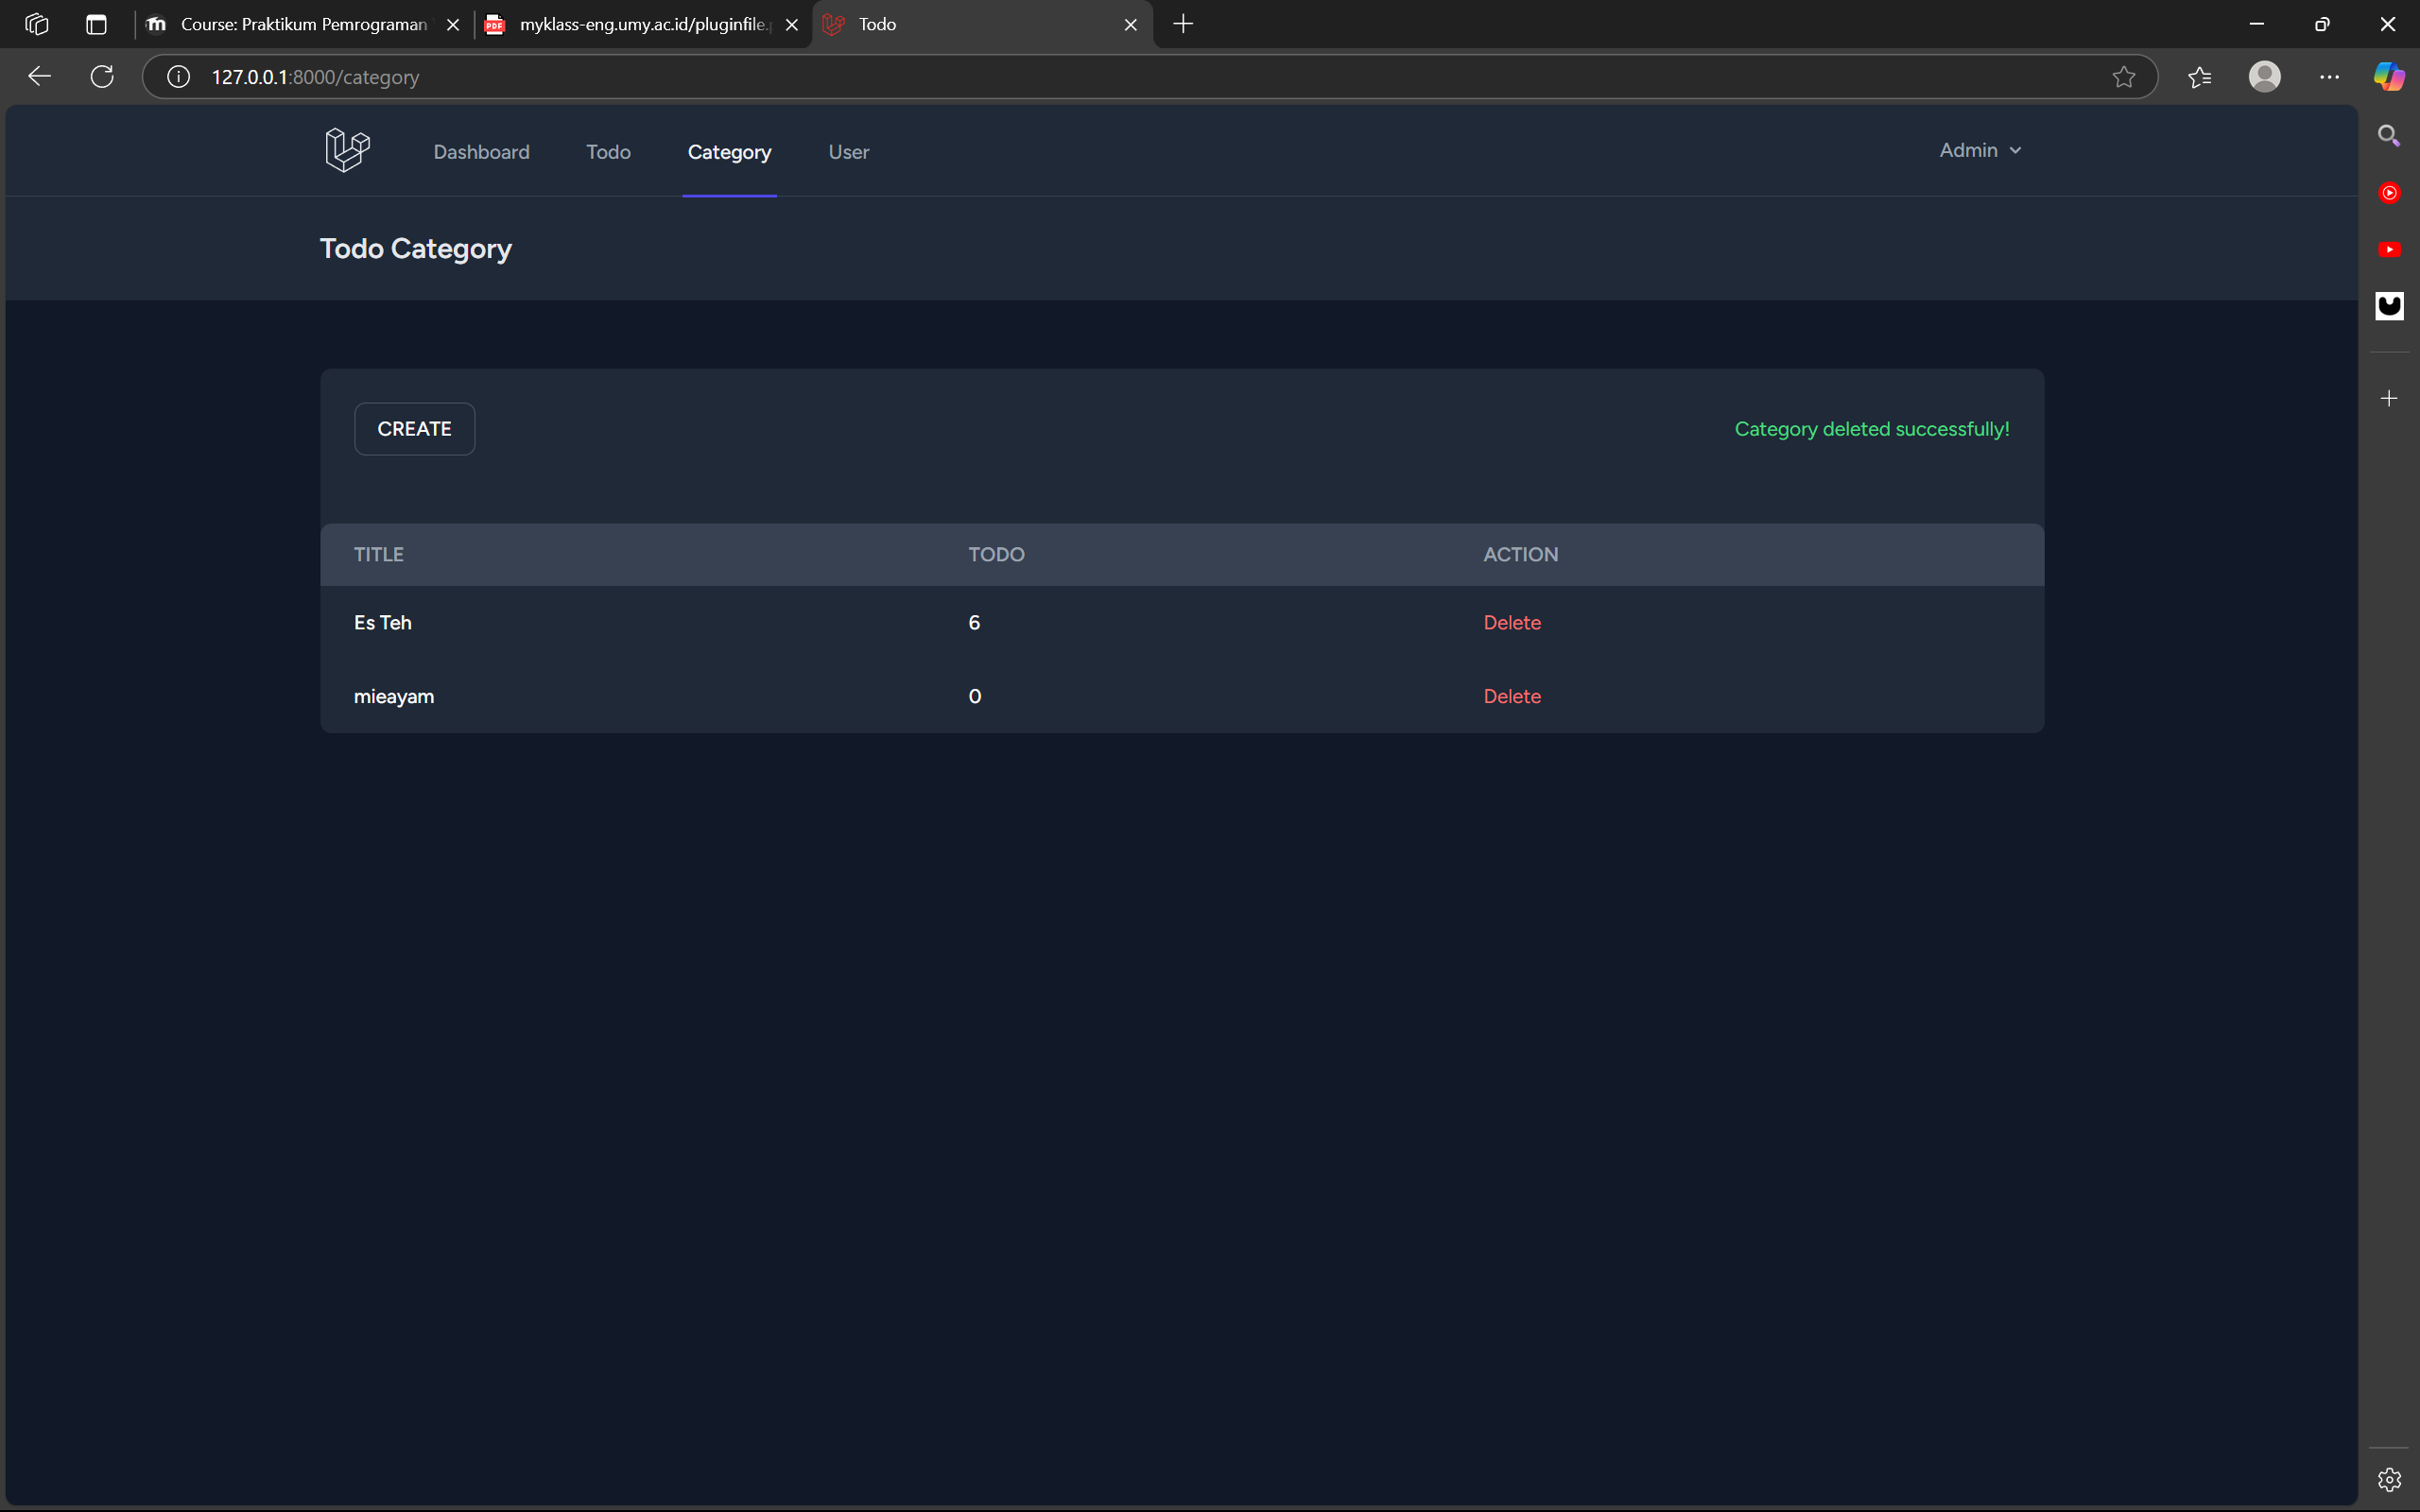 Course: Praktikum Pemrograman
myklass-eng.umy.ac.id/pluginfile.p
Todo
127.0.0.1:8000/category
Dashboard
Todo
Category
User
Admin
Todo Category
CREATE
Category deleted successfully!
TITLE
TODO
ACTION
Es Teh
6
Delete
mieayam
0
Delete